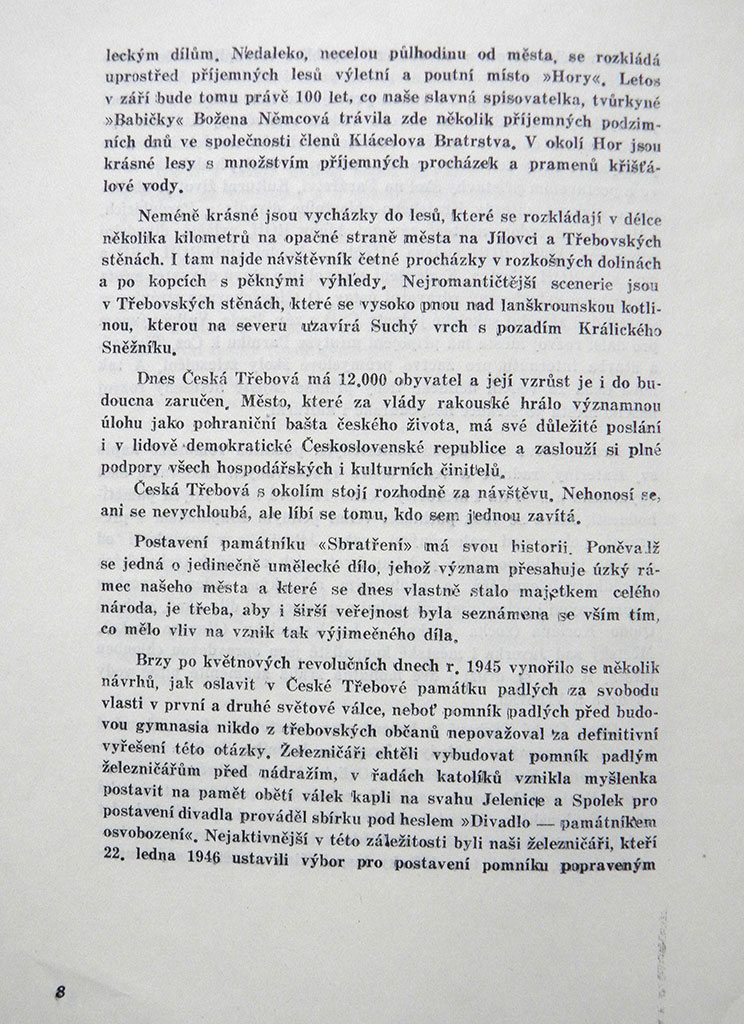 leckým dílům. Nedaleko, necelou půlhodinu od města, se rozkládá
uprostřed příjemných lesů výletní a poutní místo »Hory«. Letos
v září bude tomu právě 100 let, co naše slavná spisovatelka, tvůrkyně
»Babičky« Božena Němcová trávila zde několik příjemných podzim-
ních dnů ve společnosti členů Klácelova Bratrstva. V okolí Hor jsou
krásné lesy s množstvím příjemných procházek a pramenů křišťá-
lové vody.
Neméně krásné jsou vycházky do lesů, které se rozkládají v délce
několika kilometrů na opačné straně města na Jílovci a Třebovských
stěnách. I tam najde návštěvník četné procházky v rozkošných dolinách
a po kopcích s pěknými výhledy. Nejromantičtější scenerie jsou
v Třebovských stěnách, které se vysoko pnou nad lanškrounskou kotli-
nou, kterou na severu uzavírá Suchý vrch s pozadím Králického
Sněžníku.
Dnes Česká Třebová má 12.000 obyvatel a její vzrůst je i do bu-
doucna zaručen. Město, které za vlády rakouské hrálo významnou
úlohu jako pohraniční bašta českého života, má své důležité poslání
i v lidově demokratické Československé republice a zaslouží si plné
podpory všech hospodářských i kulturních činitelů.
Česká Třebová s okolím stojí rozhodně za návštěvu. Nehonosí se,
ani se nevychloubá, ale líbí se tomu, kdo sem jednou zavítá.
Postavení památníku «Sbratření» má svou historii. Poněvalž
se jedná o jedinečně umělecké dílo, jehož význam přesahuje úzký rá-
mec našeho města a které se dnes vlastně stalo majetkem celého
národa, je třeba, aby i širší veřejnost byla seznámena se vším tím,
co mělo vliv na vznik tak výjimečného díla.
Brzy po květnových revolučních dnech r. 1945 vynořilo se několik
návrhů, jak oslavit v České Třebové památku padlých za svobodu
vlasti v první a druhé světové válce, neboť pomník padlých před budo-
vou gymnasia nikdo z třebovských občanů nepovažoval za definitivní
vyřešení této otázky. Železničáři chtěli vybudovat pomník padlým
železničářům před nádražím, v řadách katolíků vznikla myšlenka
postavit na pamět obětí válek kapli na svahu Jelenice a Spolek pro
postavení divadla prováděl sbírku pod heslem »Divadlo — památníkem
osvobození«. Nejaktivnější v této záležitosti byli naši železničáři, kteří
22. ledna 1946 ustavili výbor pro postavení pomníku popraveným
8